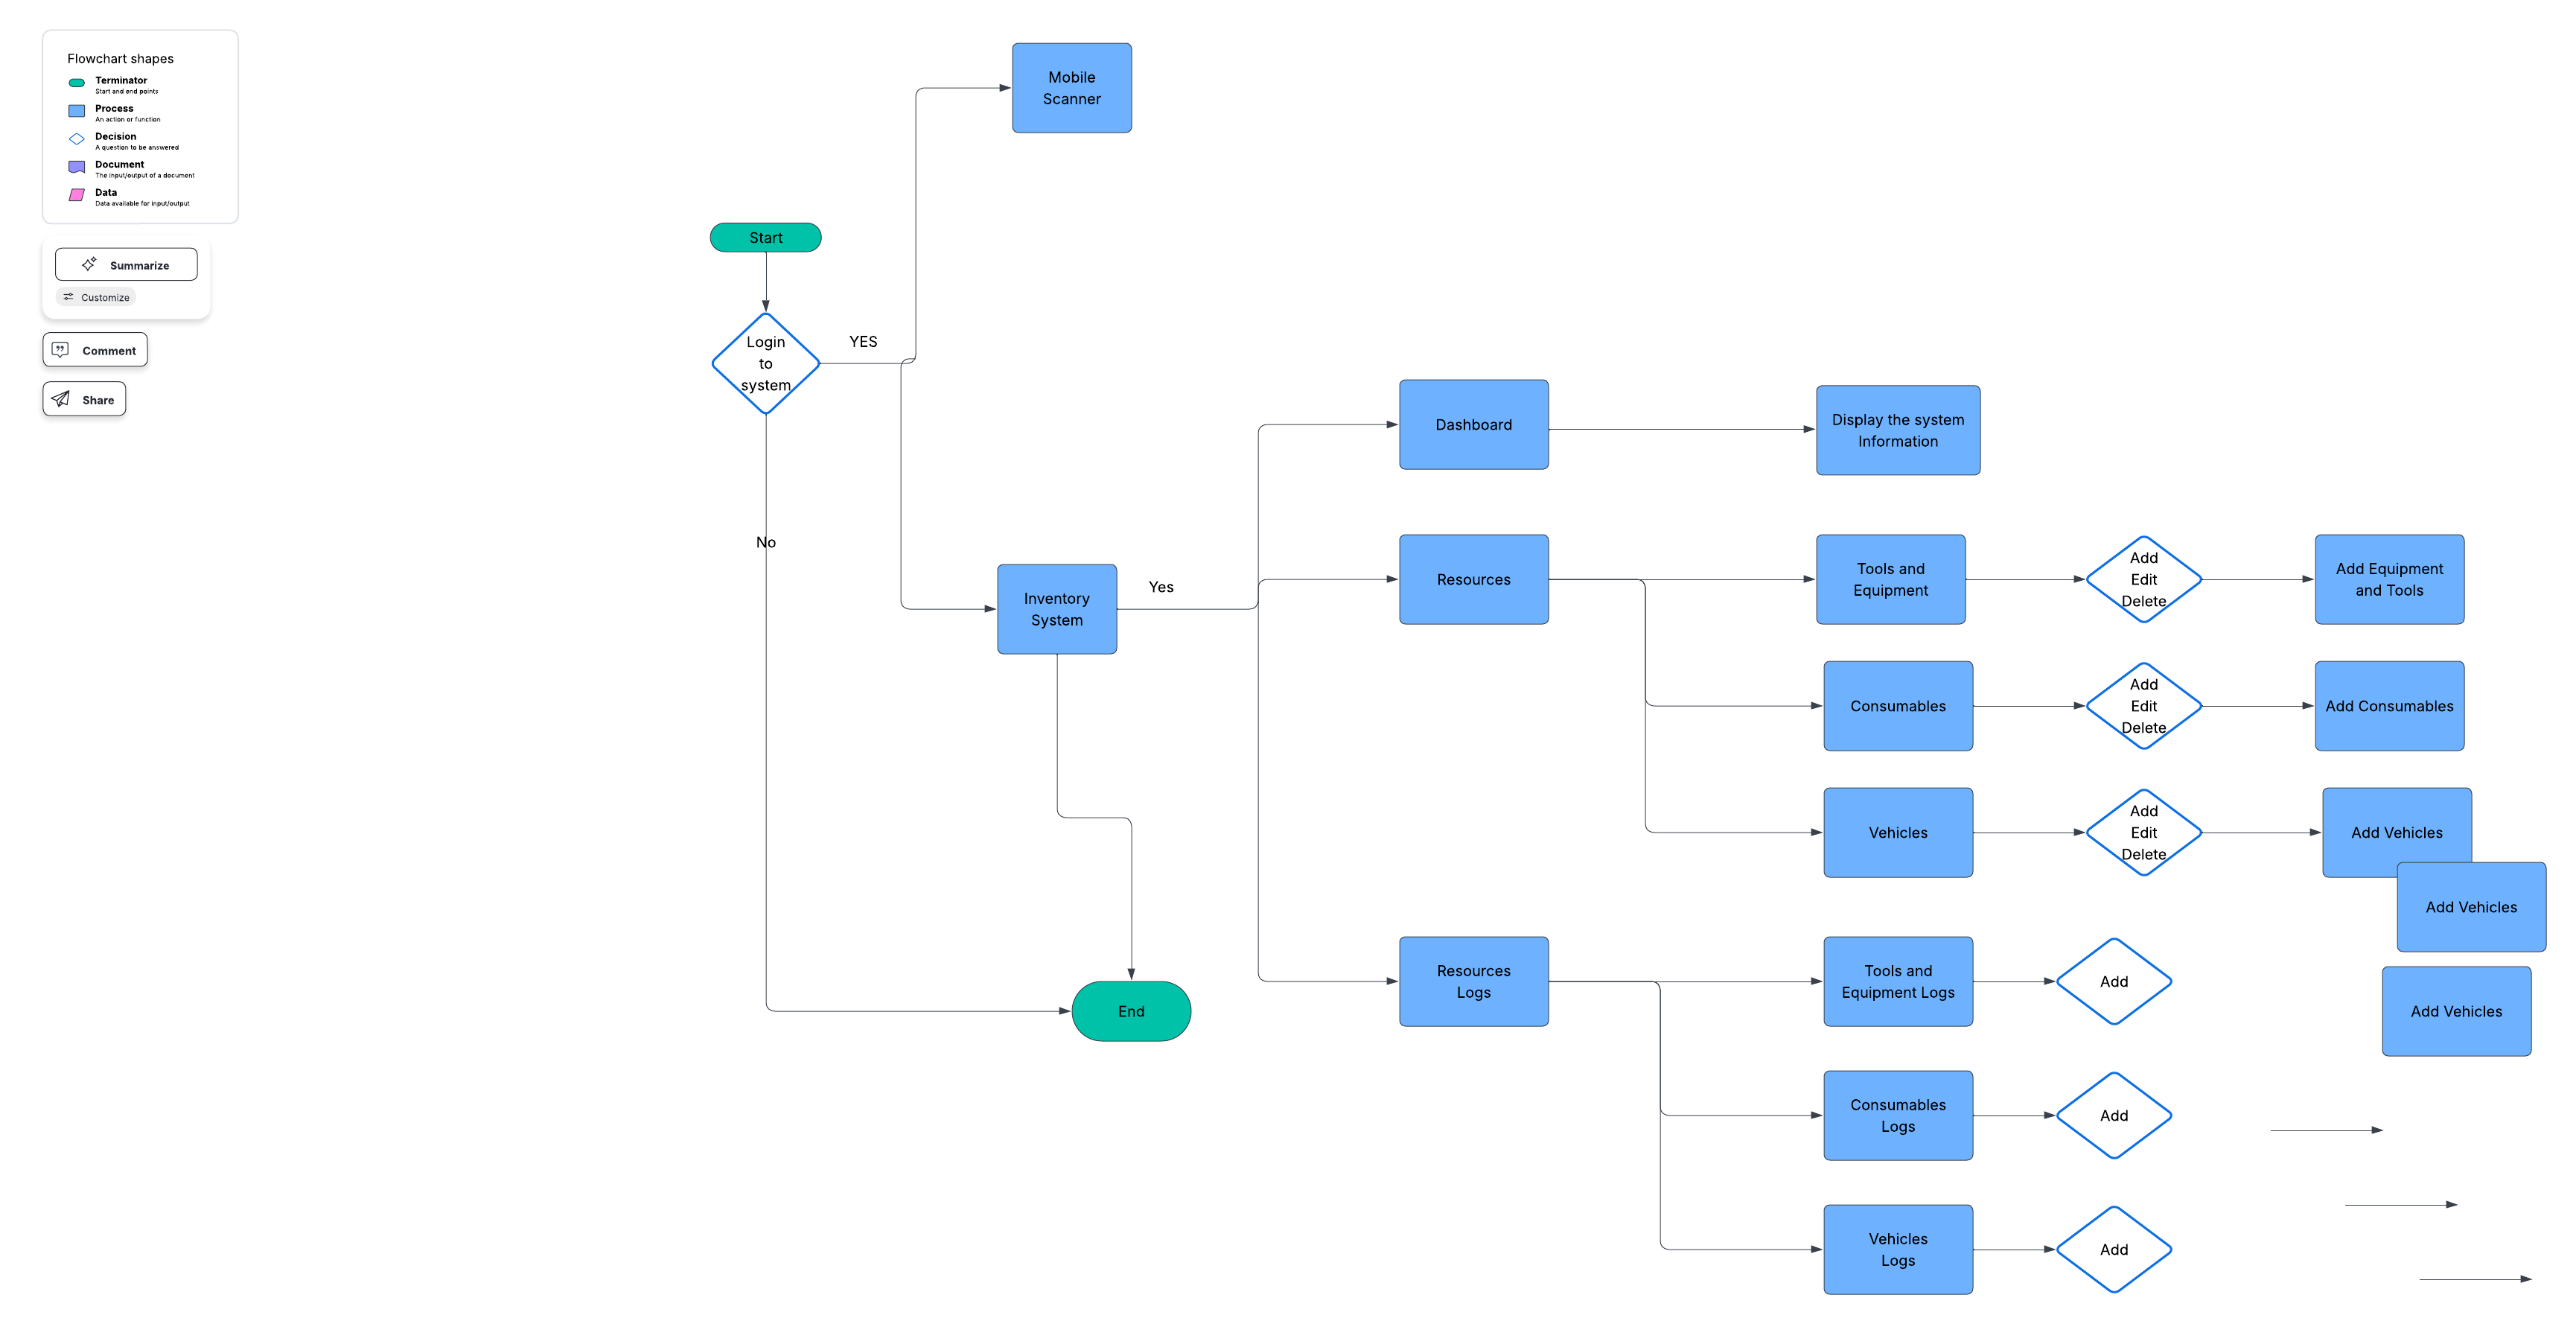 Flowchart shapes
Terminator
Start and end points
Process
An action or function
Decision
A question to be answered
Document
The input/output of a document
Data
Data available for input/output
Summarize
Customize
Comment
Share
Mobile
Scanner
Start
Login
to
system
YES
No
Inventory
System
Yes
End
Dashboard
Display the system
Information
Resources
Tools and
Equipment
Add
Edit
Delete
Add Equipment
and Tools
Consumables
Add
Edit
Delete
Add Consumables
Vehicles
Add
Edit
Delete
Add Vehicles
Add Vehicles
Add Vehicles
Resources
Logs
Tools and
Equipment Logs
Add
Consumables
Logs
Add
Vehicles
Logs
Add